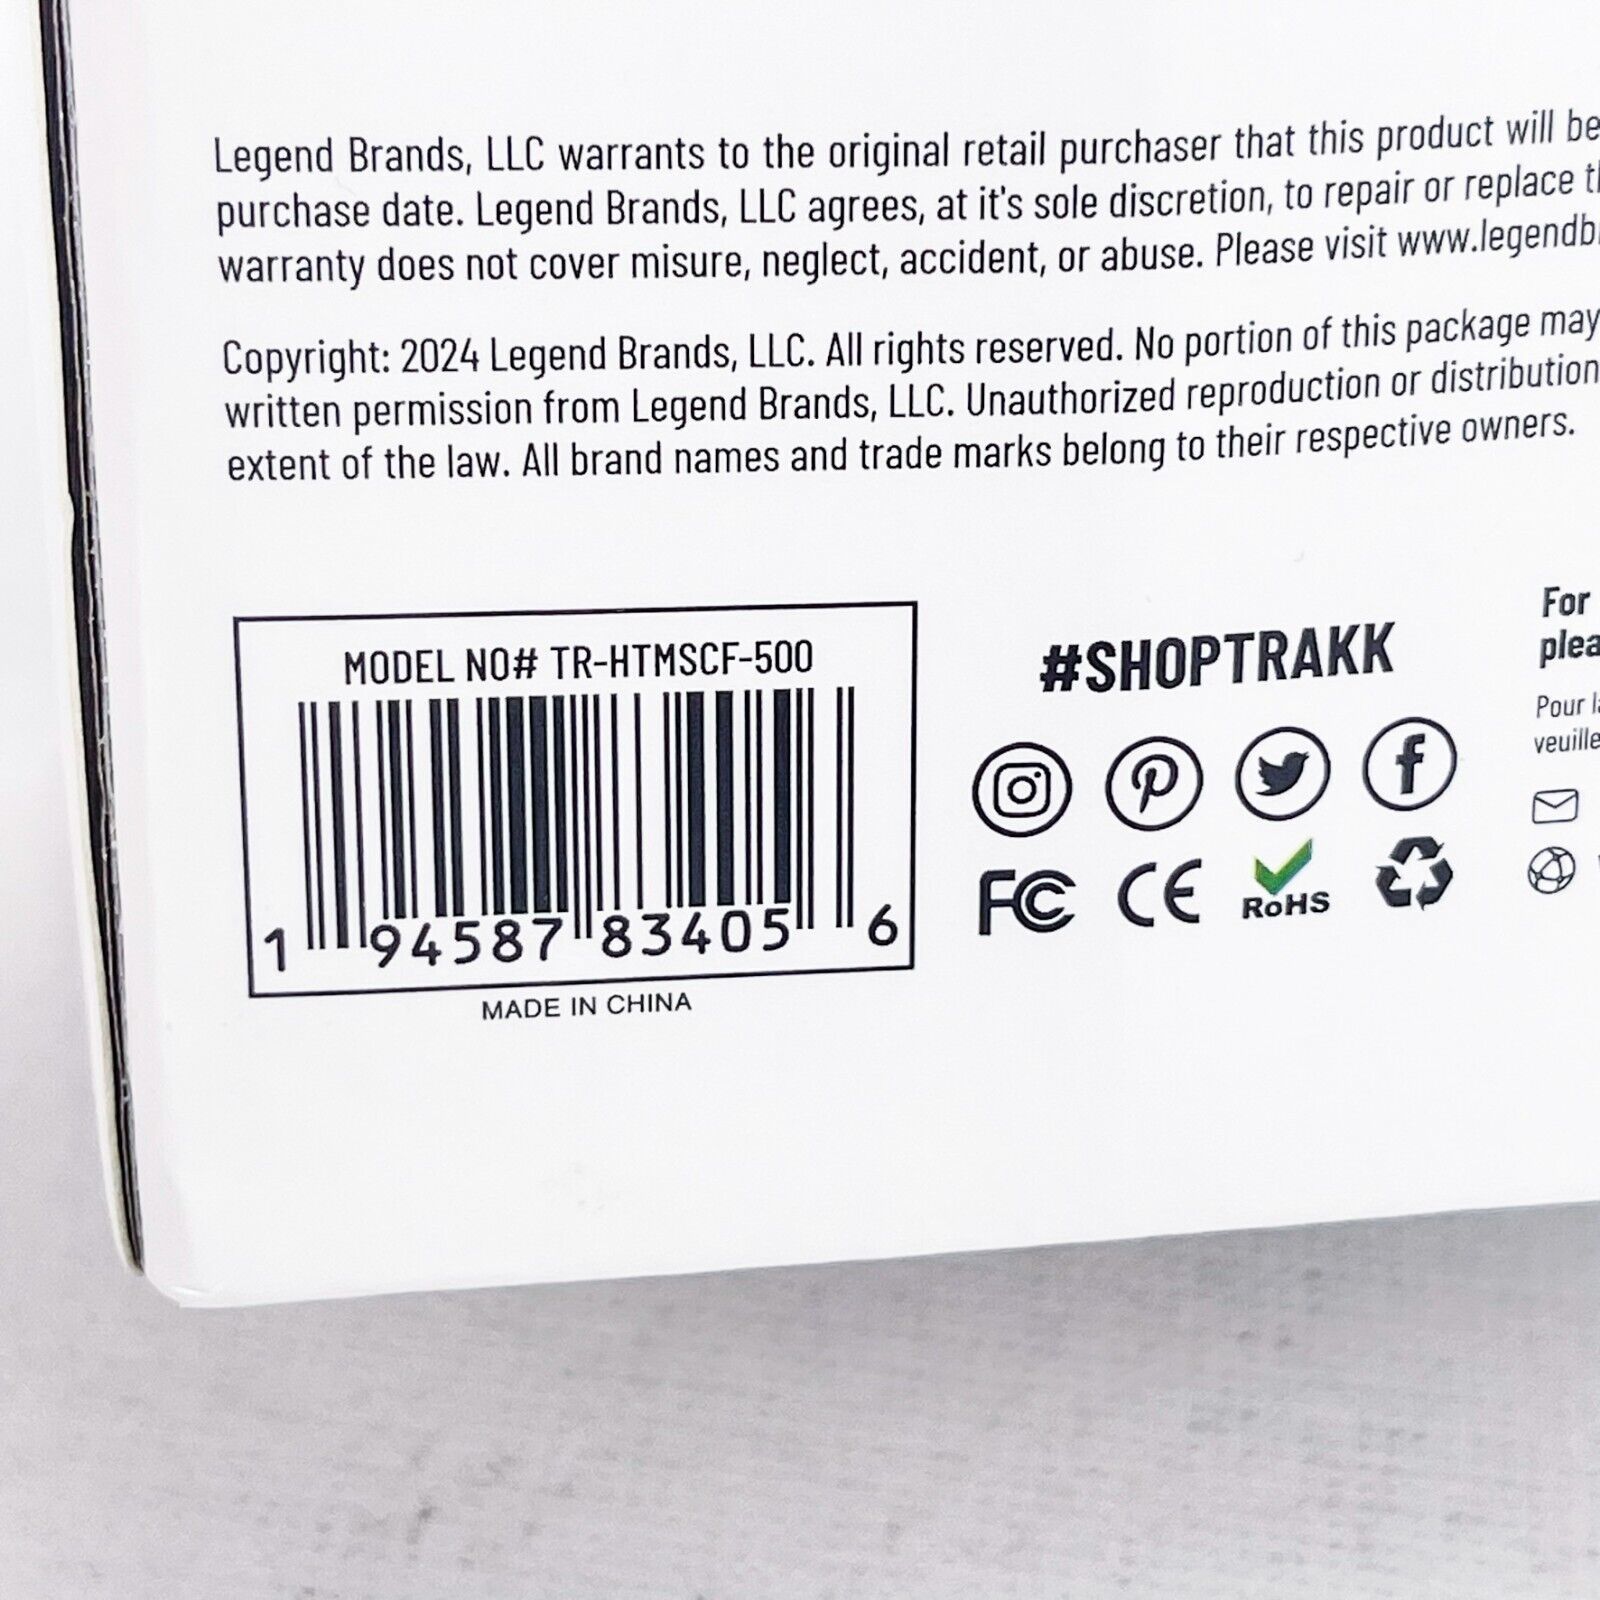 Legend Brands, LLC warrants to the original retail purchaser that this product will be
purchase date. Legend Brands, LLC agrees, at it's sole discretion, to repair or replace
warranty does not cover misure, neglect, accident, or abuse. Please visit www.legendb
Copyright: 2024 Legend Brands, LLC. All rights reserved. No portion of this package may
written permission from Legend Brands, LLC. Unauthorized reproduction or distribution
extent of the law. All brand names and trade marks belong to their respective owners.
MODEL NO# TR-HTMSCF-500
1 94587 83405 6
MADE IN CHINA
#SHOPTRAKK
FC CE RoHS
For
plea
Pour
veuille